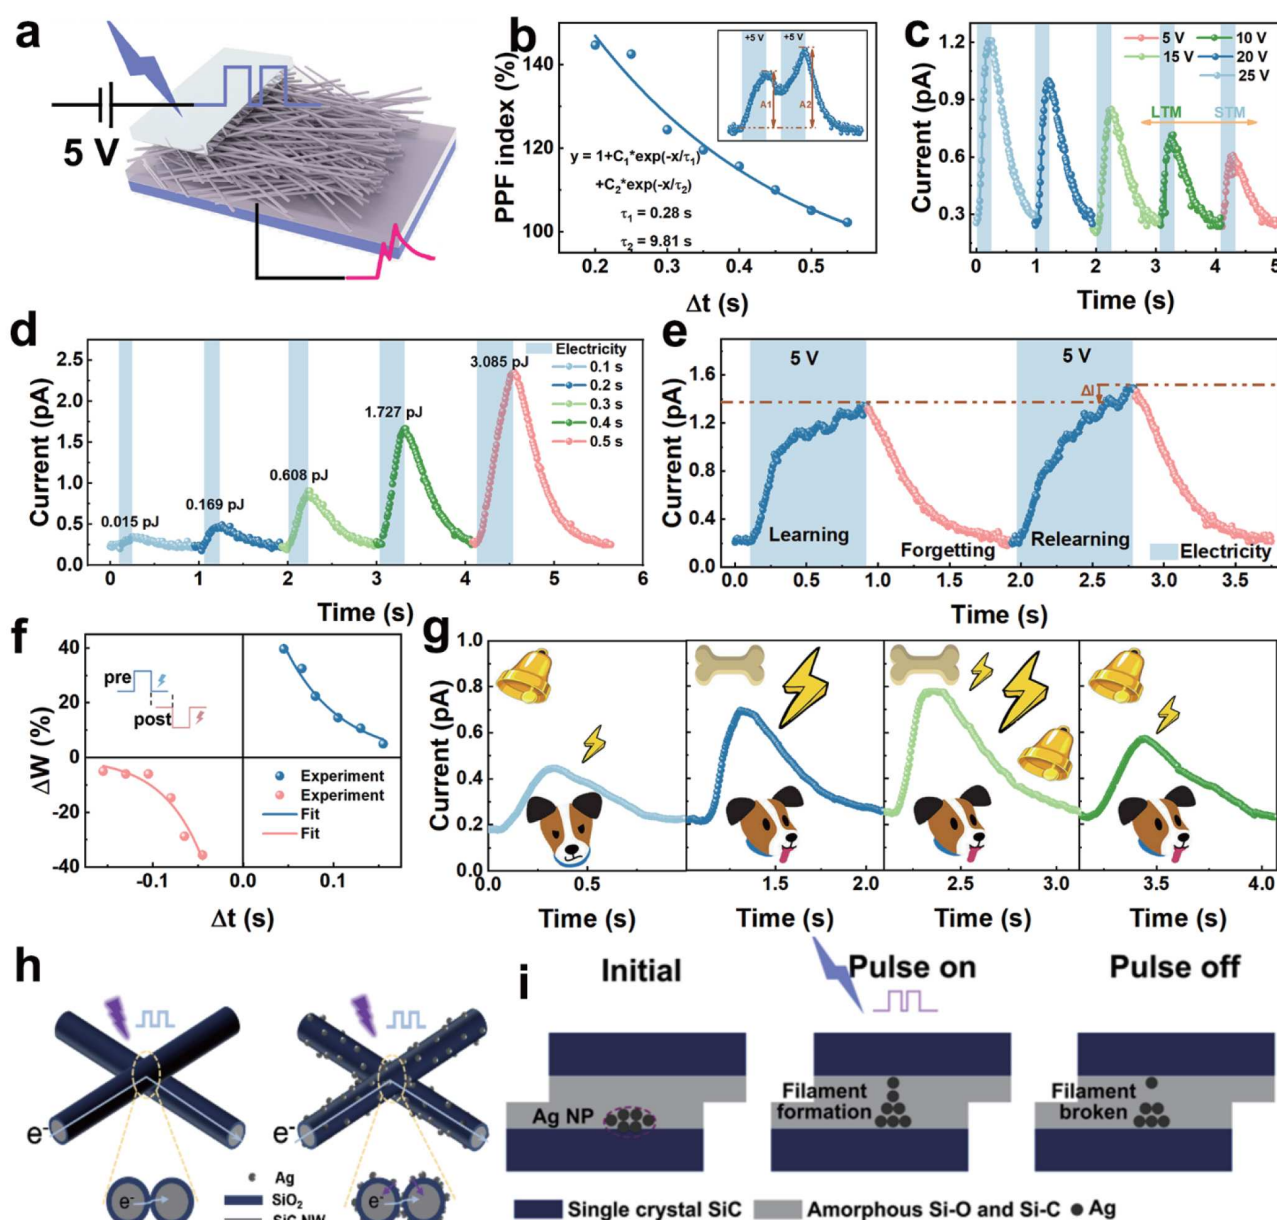 a
5 V
b
PPF index (%)
140
120
100
+5 V
+5 V
A1
A2
y = 1+C₁*exp(-x/τ₁)
+C₂*exp(-x/τ₂)
τ₁ = 0.28 s
τ₂ = 9.81 s
0.2
0.3
0.4
0.5
Δt (s)
c
Current (pA)
1.2
0.9
0.6
0.3
5 V
10 V
15 V
20 V
25 V
LTM
STM
0
1
2
3
4
5
Time (s)
d
Current (pA)
2.5
2.0
1.5
1.0
0.5
0.0
0.015 pJ
0.169 pJ
0.608 pJ
1.727 pJ
3.085 pJ
Electricity
0.1 s
0.2 s
0.3 s
0.4 s
0.5 s
0
1
2
3
4
5
6
Time (s)
e
Current (pA)
1.6
1.2
0.8
0.4
0.0
5 V
5 V
ΔI
Learning
Forgetting
Relearning
Electricity
0.0
0.5
1.0
1.5
2.0
2.5
3.0
3.5
Time (s)
f
ΔW (%)
40
20
0
-20
-40
pre
post
Experiment
Experiment
Fit
Fit
-0.1
0.0
0.1
Δt (s)
g
Current (pA)
1.0
0.8
0.6
0.4
0.2
0.0
0.0
0.5
1.5
2.0
2.5
3.0
3.5
4.0
Time (s)
Time (s)
Time (s)
Time (s)
h
e⁻
e⁻
e⁻
e⁻
Ag
SiO₂
SiC NW
i
Initial
Pulse on
Pulse off
Ag NP
Filament
formation
Filament
broken
Single crystal SiC
Amorphous Si-O and Si-C
Ag